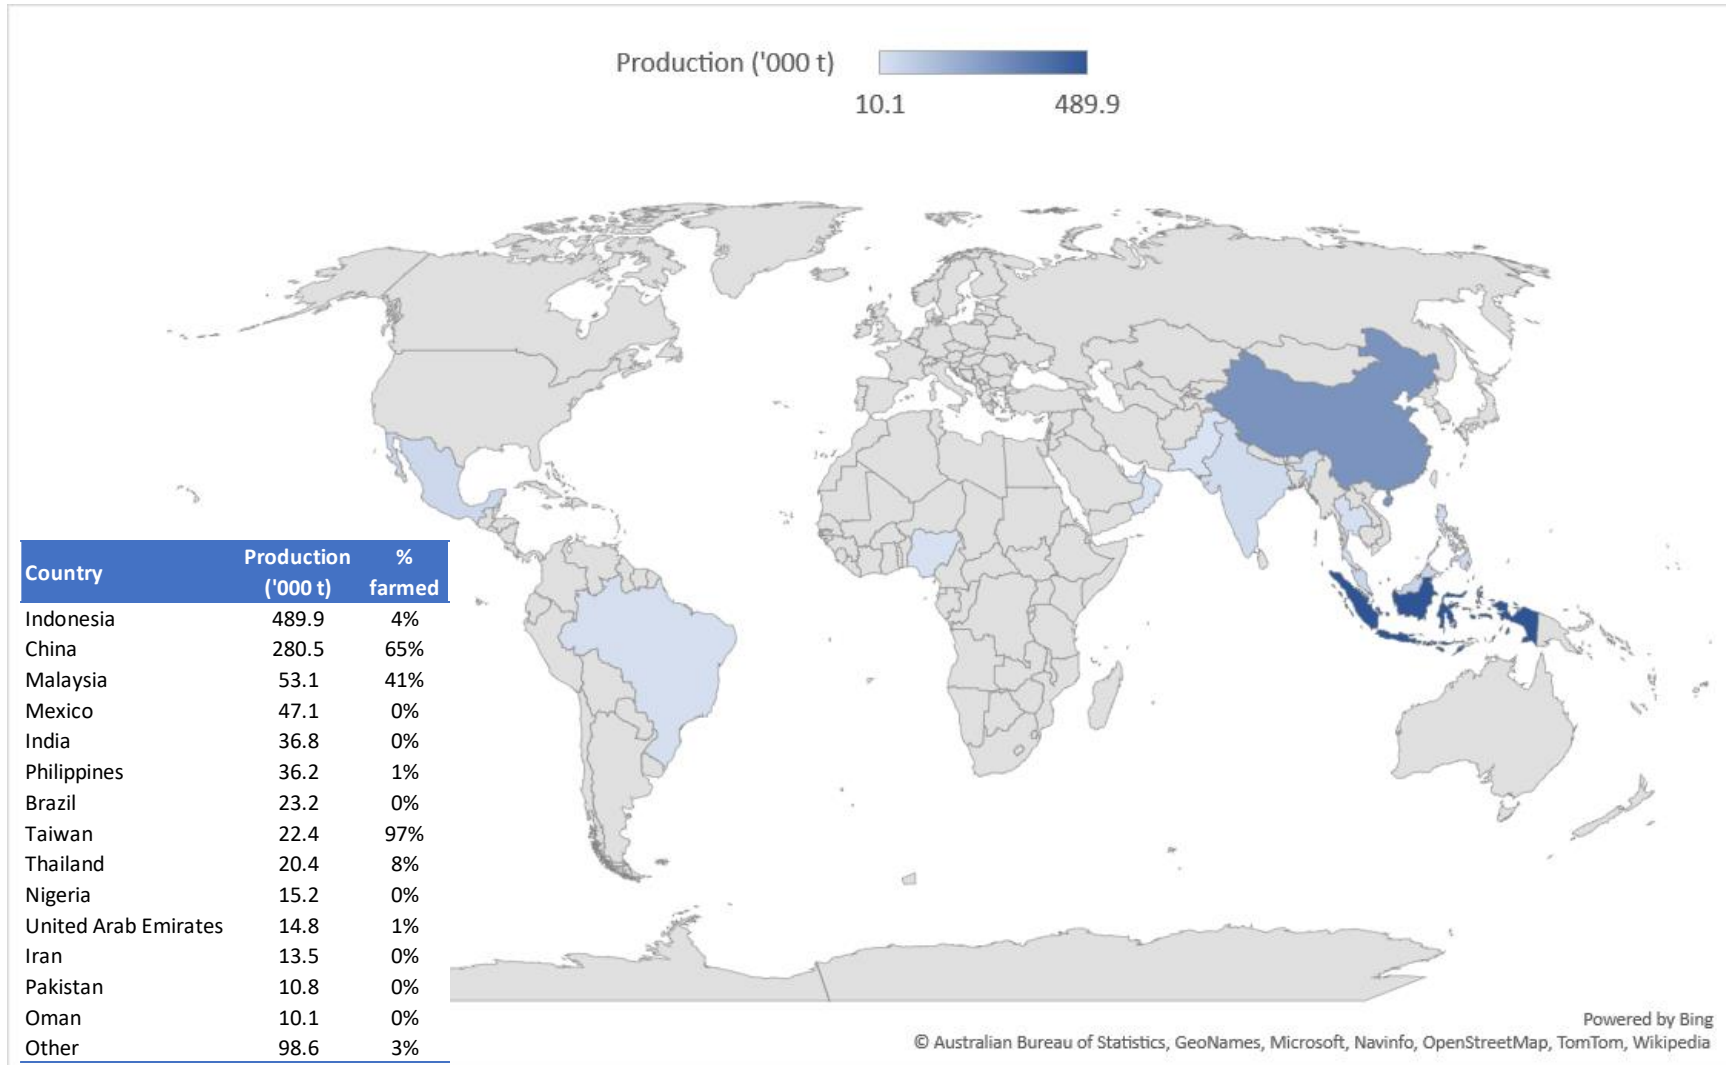 Production ('000 t)
10.1 489.9
Country Production ('000 t) % farmed
Indonesia 489.9 4%
China 280.5 65%
Malaysia 53.1 41%
Mexico 47.1 0%
India 36.8 0%
Philippines 36.2 1%
Brazil 23.2 0%
Taiwan 22.4 97%
Thailand 20.4 8%
Nigeria 15.2 0%
United Arab Emirates 14.8 1%
Iran 13.5 0%
Pakistan 10.8 0%
Oman 10.1 0%
Other 98.6 3%
Powered by Bing
© Australian Bureau of Statistics, GeoNames, Microsoft, Navinfo, OpenStreetMap, TomTom, Wikipedia